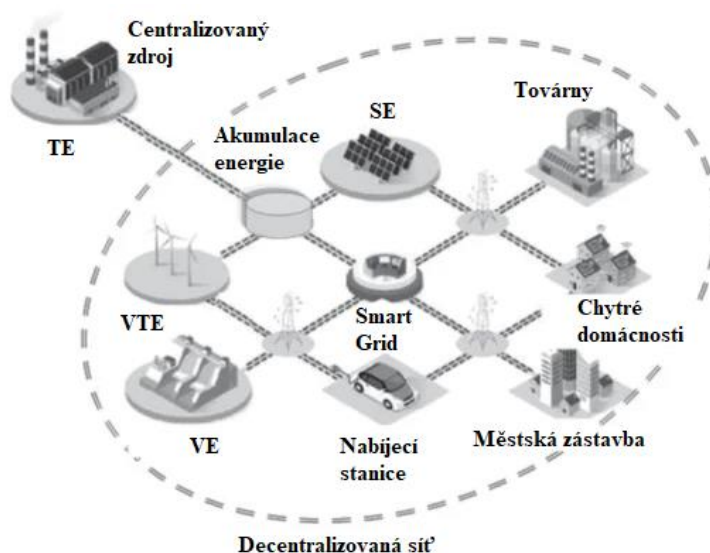 Centralizovaný
zdroj
TE
Akumulace
energie
SE
Továrny
VTE
Smart
Grid
Chytré
domácnosti
VE
Nabíjecí
stanice
Městská zástavba
Decentralizovaná síť